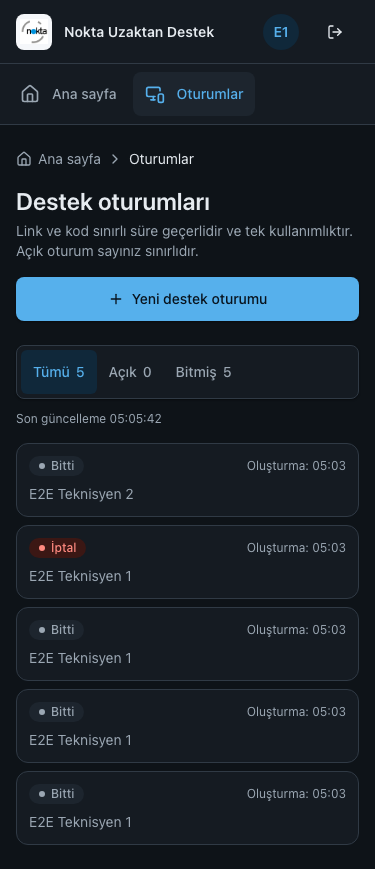 nokta
Nokta Uzaktan Destek
E1
Ana sayfa
Oturumlar
Ana sayfa > Oturumlar
Destek oturumları
Link ve kod sınırlı süre geçerlidir ve tek kullanımlıktır.
Açık oturum sayınız sınırlıdır.
+ Yeni destek oturumu
Tümü 5 Açık 0 Bitmiş 5
Son güncelleme 05:05:42
Bitti Oluşturma: 05:03
E2E Teknisyen 2
İptal Oluşturma: 05:03
E2E Teknisyen 1
Bitti Oluşturma: 05:03
E2E Teknisyen 1
Bitti Oluşturma: 05:03
E2E Teknisyen 1
Bitti Oluşturma: 05:03
E2E Teknisyen 1